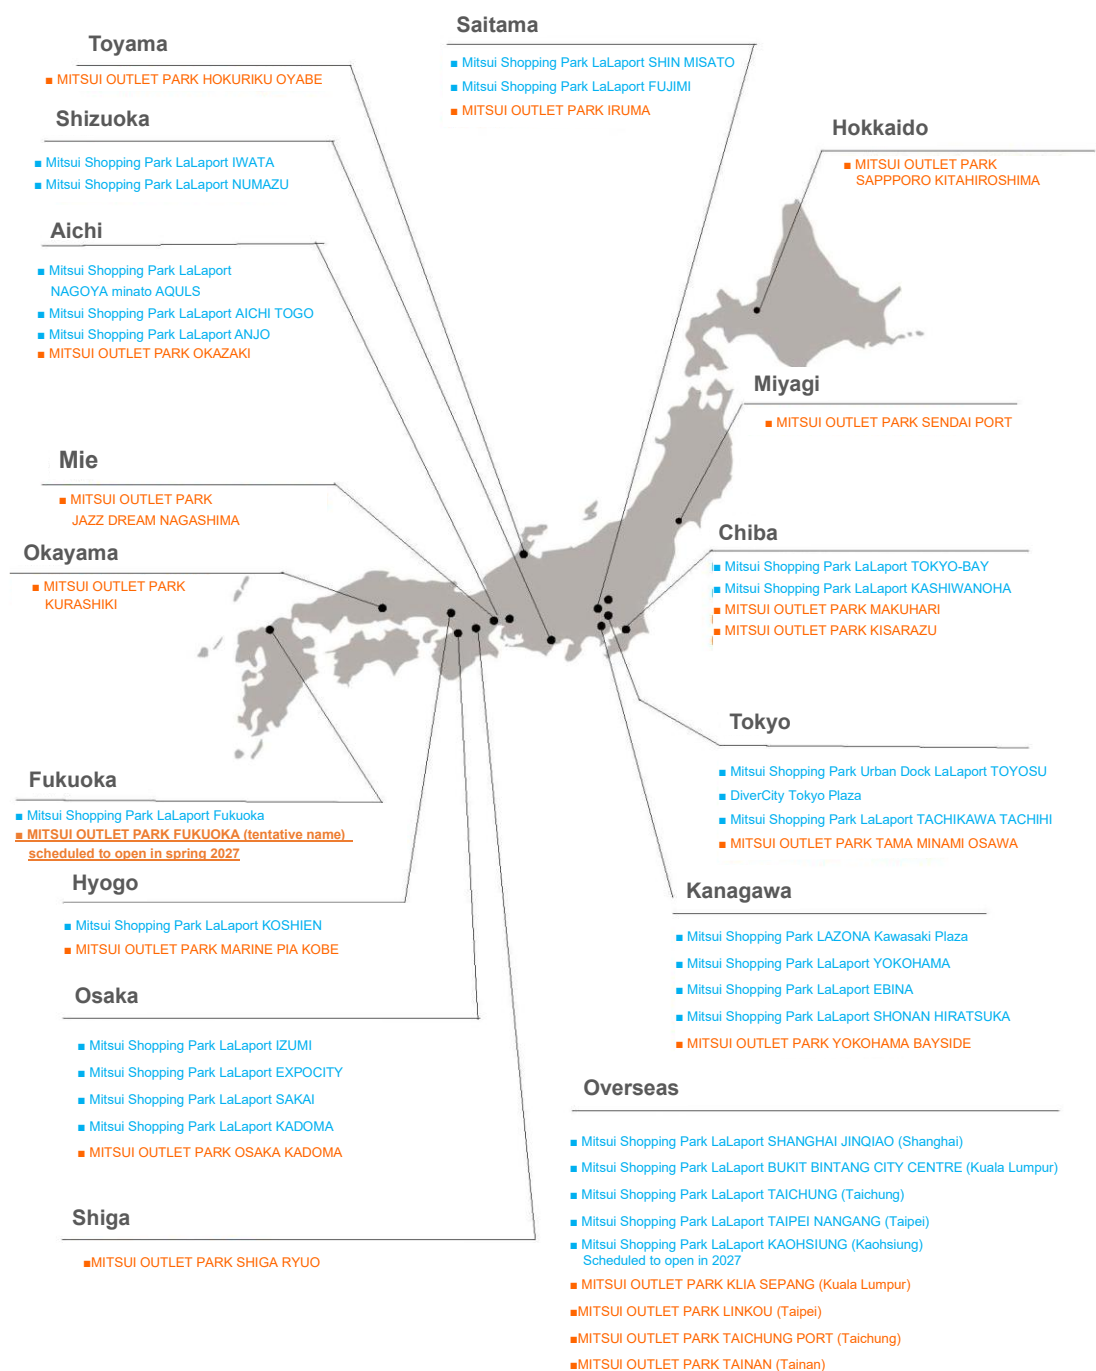 Toyama
■ MITSUI OUTLET PARK HOKURIKU OYABE
Shizuoka
■ Mitsui Shopping Park LaLaport IWATA
■ Mitsui Shopping Park LaLaport NUMAZU
Aichi
■ Mitsui Shopping Park LaLaport
NAGOYA minato AQULS
■ Mitsui Shopping Park LaLaport AICHI TOGO
■ Mitsui Shopping Park LaLaport ANJO
■ MITSUI OUTLET PARK OKAZAKI
Mie
■ MITSUI OUTLET PARK
JAZZ DREAM NAGASHIMA
Okayama
■ MITSUI OUTLET PARK
KURASHIKI
Fukuoka
■ Mitsui Shopping Park LaLaport Fukuoka
■ MITSUI OUTLET PARK FUKUOKA (tentative name)
scheduled to open in spring 2027
Hyogo
■ Mitsui Shopping Park LaLaport KOSHIEN
■ MITSUI OUTLET PARK MARINE PIA KOBE
Osaka
■ Mitsui Shopping Park LaLaport IZUMI
■ Mitsui Shopping Park LaLaport EXPOCITY
■ Mitsui Shopping Park LaLaport SAKAI
■ Mitsui Shopping Park LaLaport KADOMA
■ MITSUI OUTLET PARK OSAKA KADOMA
Shiga
■MITSUI OUTLET PARK SHIGA RYUO
Saitama
■ Mitsui Shopping Park LaLaport SHIN MISATO
■ Mitsui Shopping Park LaLaport FUJIMI
■ MITSUI OUTLET PARK IRUMA
Hokkaido
■ MITSUI OUTLET PARK
SAPPPORO KITAHIROSHIMA
Miyagi
■ MITSUI OUTLET PARK SENDAI PORT
Chiba
■ Mitsui Shopping Park LaLaport TOKYO-BAY
■ Mitsui Shopping Park LaLaport KASHIWANOHA
■ MITSUI OUTLET PARK MAKUHARI
■ MITSUI OUTLET PARK KISARAZU
Tokyo
■ Mitsui Shopping Park Urban Dock LaLaport TOYOSU
■ DiverCity Tokyo Plaza
■ Mitsui Shopping Park LaLaport TACHIKAWA TACHIHI
■ MITSUI OUTLET PARK TAMA MINAMI OSAWA
Kanagawa
■ Mitsui Shopping Park LAZONA Kawasaki Plaza
■ Mitsui Shopping Park LaLaport YOKOHAMA
■ Mitsui Shopping Park LaLaport EBINA
■ Mitsui Shopping Park LaLaport SHONAN HIRATSUKA
■ MITSUI OUTLET PARK YOKOHAMA BAYSIDE
Overseas
■ Mitsui Shopping Park LaLaport SHANGHAI JINQIAO (Shanghai)
■ Mitsui Shopping Park LaLaport BUKIT BINTANG CITY CENTRE (Kuala Lumpur)
■ Mitsui Shopping Park LaLaport TAICHUNG (Taichung)
■ Mitsui Shopping Park LaLaport TAIPEI NANGANG (Taipei)
■ Mitsui Shopping Park LaLaport KAOHSIUNG (Kaohsiung)
Scheduled to open in 2027
■ MITSUI OUTLET PARK KLIA SEPANG (Kuala Lumpur)
■MITSUI OUTLET PARK LINKOU (Taipei)
■MITSUI OUTLET PARK TAICHUNG PORT (Taichung)
■MITSUI OUTLET PARK TAINAN (Tainan)